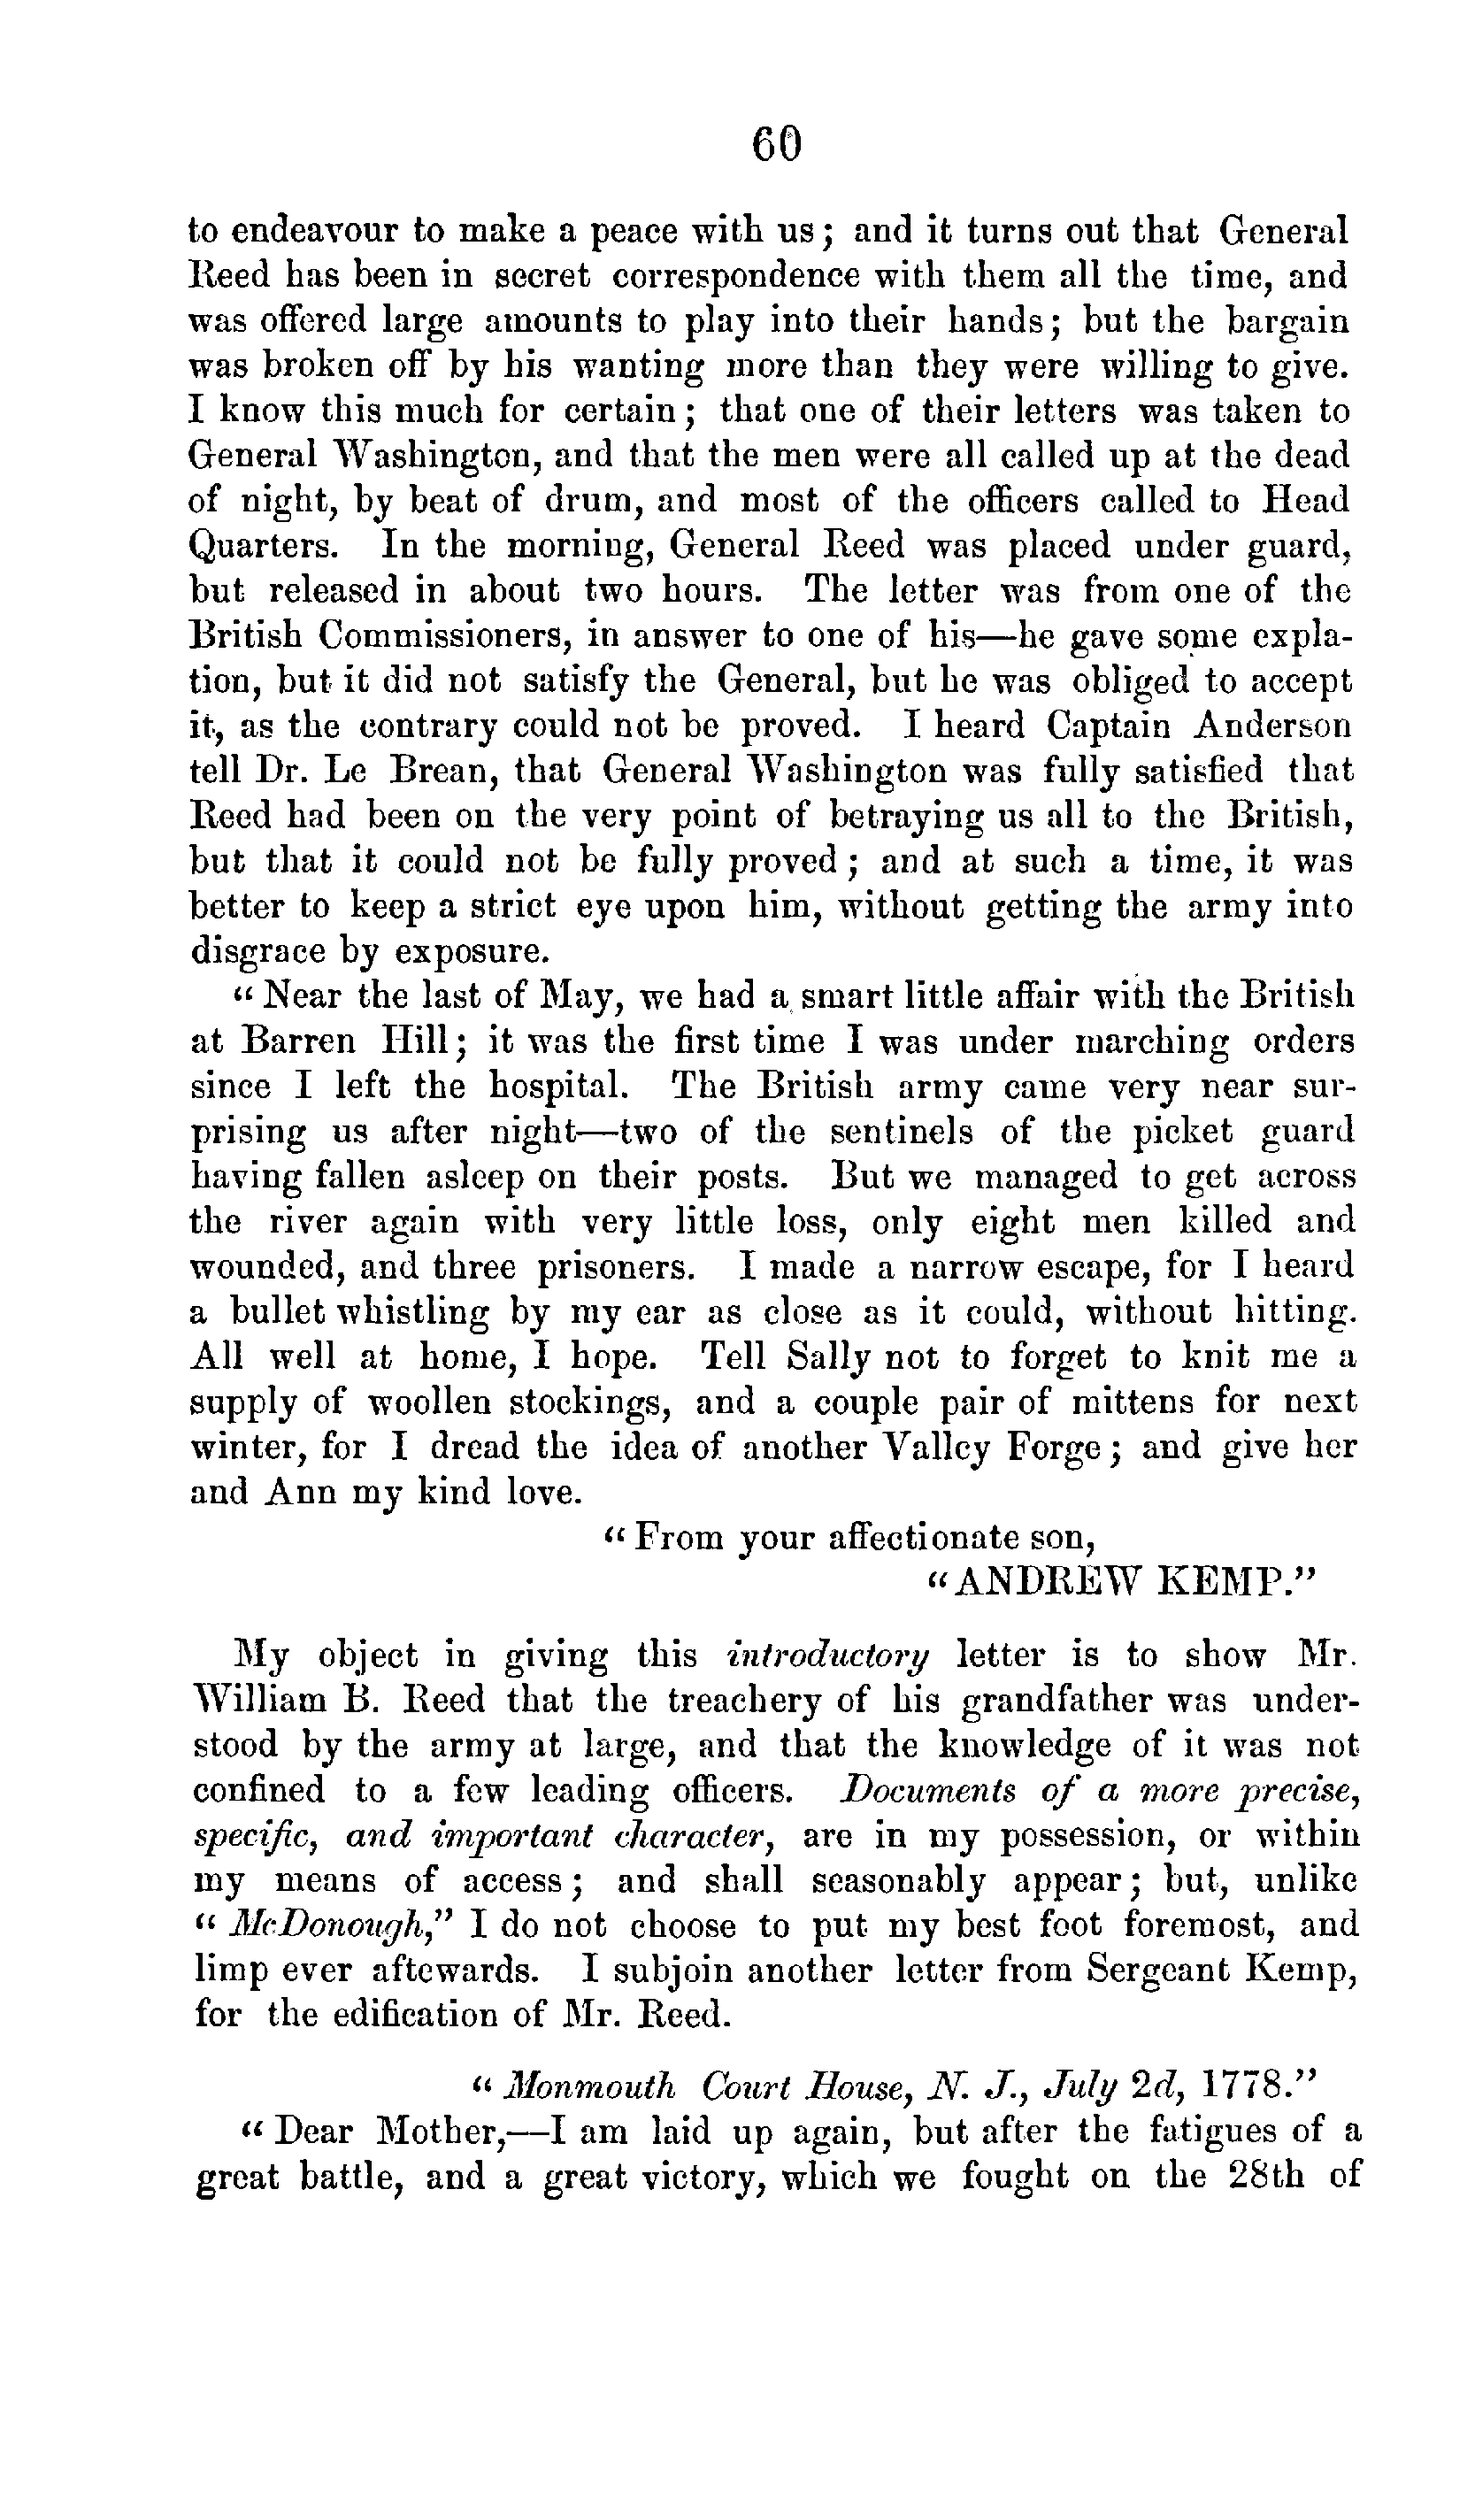 60
to endeavour to make a peace with us; and it turns out that General
Reed has been in secret correspondence with them all the time, and
was offered large amounts to play into their hands; but the bargain
was broken off by his wanting more than they were willing to give.
I know this much for certain; that one of their letters was taken to
General Washington, and that the men were all called up at the dead
of night, by beat of drum, and most of the officers called to Head
Quarters. In the morning, General Reed was placed under guard,
but released in about two hours. The letter was from one of the
British Commissioners, in answer to one of his—he gave some expla-
tion, but it did not satisfy the General, but he was obliged to accept
it, as the contrary could not be proved. I heard Captain Anderson
tell Dr. Le Brean, that General Washington was fully satisfied that
Reed had been on the very point of betraying us all to the British,
but that it could not be fully proved; and at such a time, it was
better to keep a strict eye upon him, without getting the army into
disgrace by exposure.
“Near the last of May, we had a smart little affair with the British
at Barren Hill; it was the first time I was under marching orders
since I left the hospital. The British army came very near sur-
prising us after night—two of the sentinels of the picket guard
having fallen asleep on their posts. But we managed to get across
the river again with very little loss, only eight men killed and
wounded, and three prisoners. I made a narrow escape, for I heard
a bullet whistling by my ear as close as it could, without hitting.
All well at home, I hope. Tell Sally not to forget to knit me a
supply of woollen stockings, and a couple pair of mittens for next
winter, for I dread the idea of another Valley Forge; and give her
and Ann my kind love.
“From your affectionate son,
“ANDREW KEMP.”
My object in giving this introductory letter is to show Mr.
William B. Reed that the treachery of his grandfather was under-
stood by the army at large, and that the knowledge of it was not
confined to a few leading officers. Documents of a more precise,
specific, and important character, are in my possession, or within
my means of access; and shall seasonably appear; but, unlike
“McDonough,” I do not choose to put my best foot foremost, and
limp ever aftewards. I subjoin another letter from Sergeant Kemp,
for the edification of Mr. Reed.
“Monmouth Court House, N. J., July 2d, 1778.”
“Dear Mother,—I am laid up again, but after the fatigues of a
great battle, and a great victory, which we fought on the 28th of